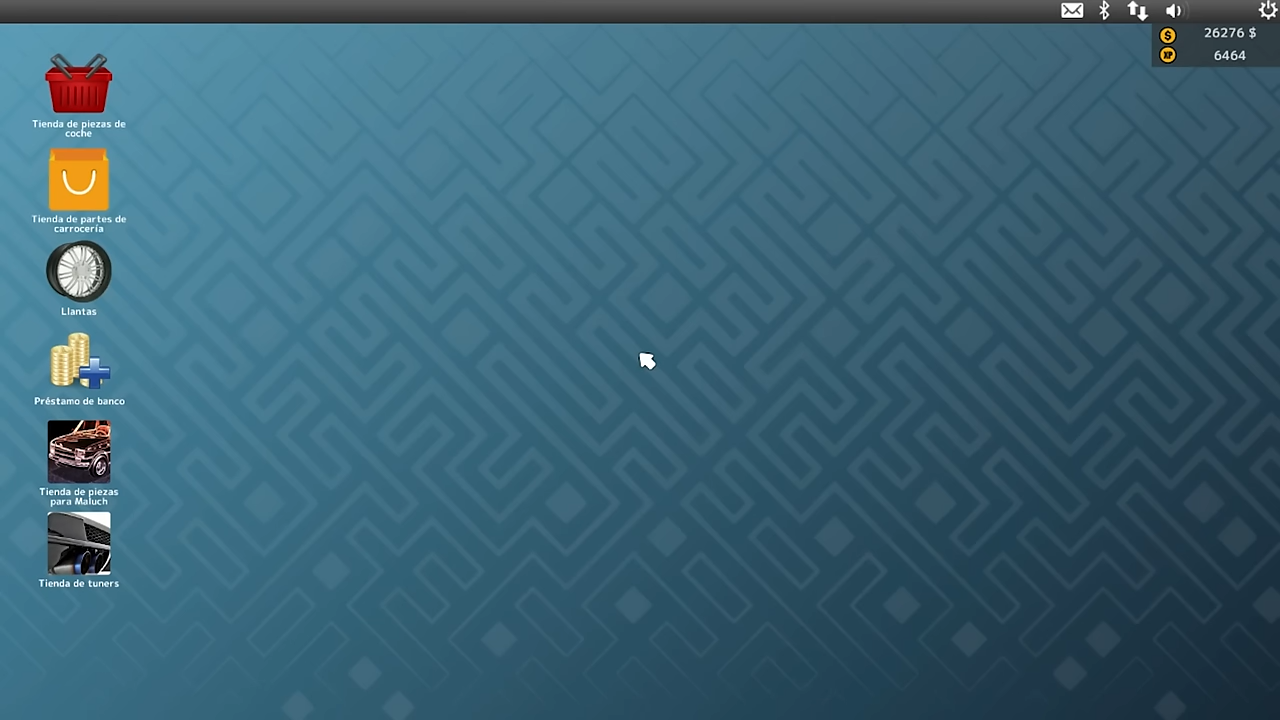 26276 $
XP
6464
Tienda de piezas de
coche
Tienda de partes de
carrocería
Llantas
Préstamo de banco
Tienda de piezas
para Maluch
Tienda de tuners